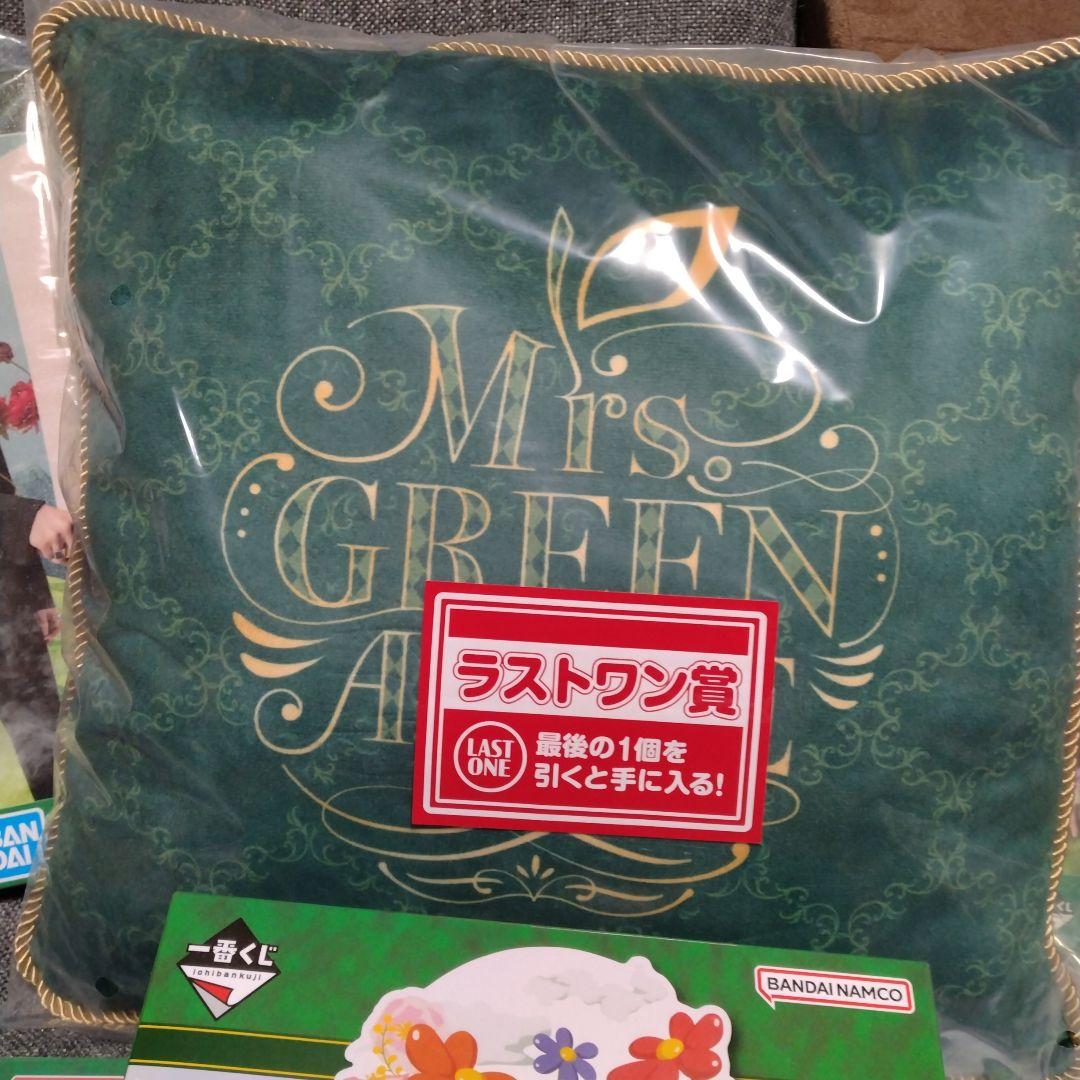 Mrs.
GREEN
ラストワン賞
LAST
ONE
最後の1個を
引くと手に入る!
BAN
DAI
一番くじ
ichibankuji
BANDAI NAMCO